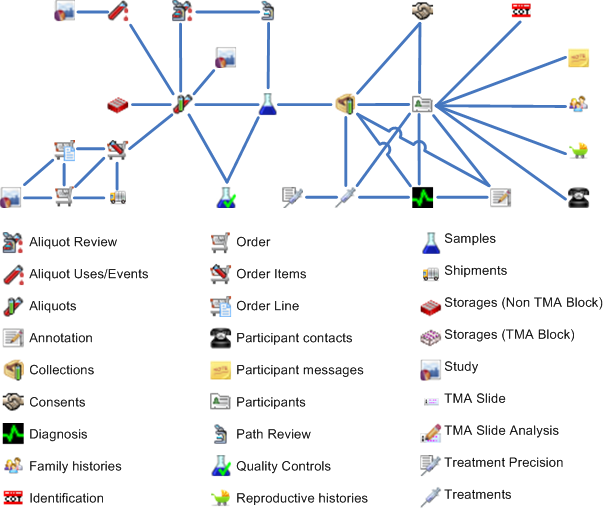 Aliquot Review
Aliquot Uses/Events
Aliquots
Annotation
Collections
Consents
Diagnosis
Family histories
Identification
Order
Order Items
Order Line
Participant contacts
Participant messages
Participants
Path Review
Quality Controls
Reproductive histories
Samples
Shipments
Storages (Non TMA Block)
Storages (TMA Block)
Study
TMA Slide
TMA Slide Analysis
Treatment Precision
Treatments